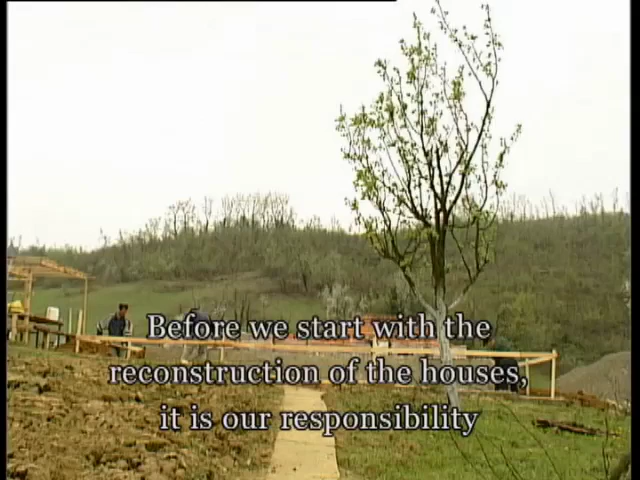 Before we start with the
reconstruction of the houses,
it is our responsibility